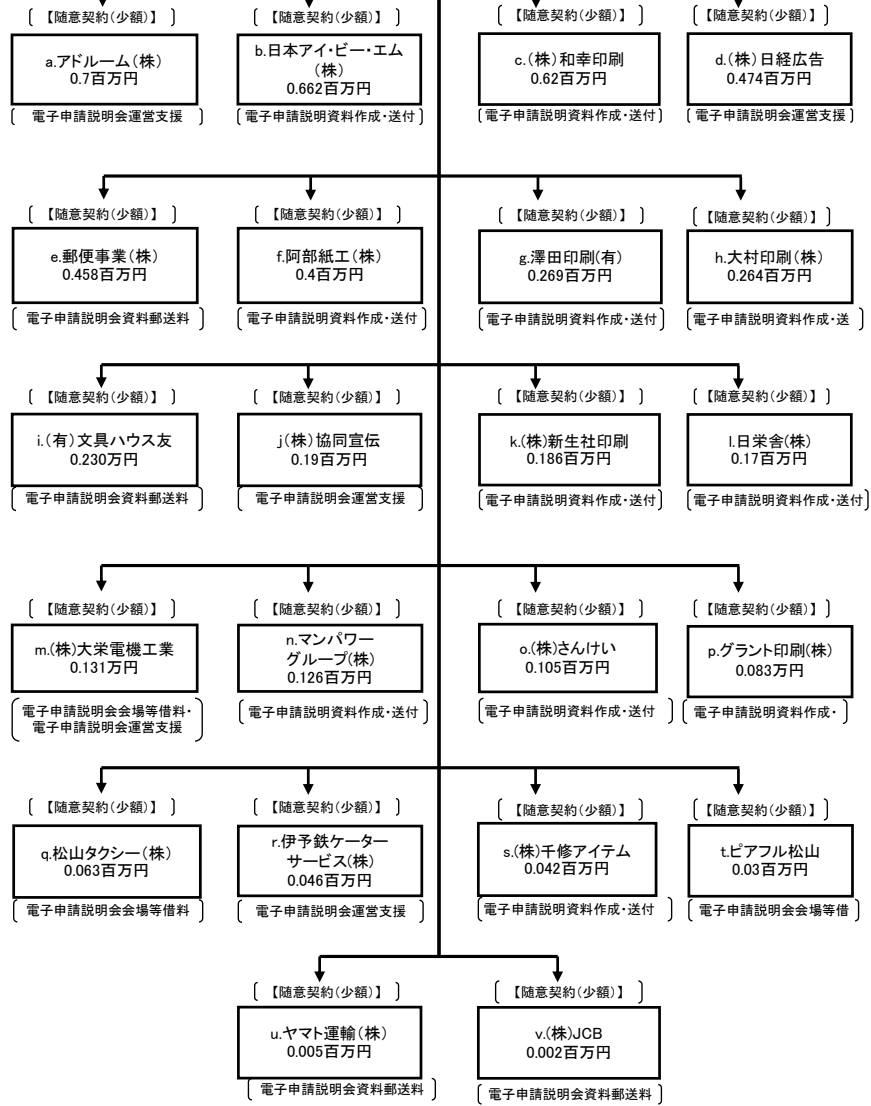 【随意契約(少額)】
【随意契約(少額)】
【随意契約(少額)】
【随意契約(少額)】
a.アドルーム(株)
0.7百万円
b.日本アイ・ビー・エム
(株)
0.662百万円
c.(株)和幸印刷
0.62百万円
d.(株)日経広告
0.474百万円
電子申請説明会運営支援
電子申請説明資料作成・送付
電子申請説明資料作成・送付
電子申請説明会運営支援
【随意契約(少額)】
【随意契約(少額)】
【随意契約(少額)】
【随意契約(少額)】
e.郵便事業(株)
0.458百万円
f.阿部紙工(株)
0.4百万円
g.澤田印刷(有)
0.269百万円
h.大村印刷(株)
0.264百万円
電子申請説明会資料郵送料
電子申請説明資料作成・送付
電子申請説明資料作成・送付
電子申請説明資料作成・送
【随意契約(少額)】
【随意契約(少額)】
【随意契約(少額)】
【随意契約(少額)】
i.(有)文具ハウス友
0.230万円
j(株)協同宣伝
0.19百万円
k.(株)新生社印刷
0.186百万円
l.日栄舎(株)
0.17百万円
電子申請説明会資料郵送料
電子申請説明会運営支援
電子申請説明資料作成・送付
電子申請説明資料作成・送付
【随意契約(少額)】
【随意契約(少額)】
【随意契約(少額)】
【随意契約(少額)】
m.(株)大栄電機工業
0.131万円
n.マンパワー
グループ(株)
0.126百万円
o.(株)さんけい
0.105百万円
p.グラント印刷(株)
0.083万円
電子申請説明会会場等借料・
電子申請説明会運営支援
電子申請説明資料作成・送付
電子申請説明資料作成・送付
電子申請説明資料作成・
【随意契約(少額)】
【随意契約(少額)】
【随意契約(少額)】
【随意契約(少額)】
q.松山タクシー(株)
0.063百万円
r.伊予鉄ケーター
サービス(株)
0.046百万円
s.(株)千修アイテム
0.042百万円
t.ピアフル松山
0.03百万円
電子申請説明会会場等借料
電子申請説明会運営支援
電子申請説明資料作成・送付
電子申請説明会会場等借
【随意契約(少額)】
【随意契約(少額)】
u.ヤマト運輸(株)
0.005百万円
v.(株)JCB
0.002百万円
電子申請説明会資料郵送料
電子申請説明会資料郵送料